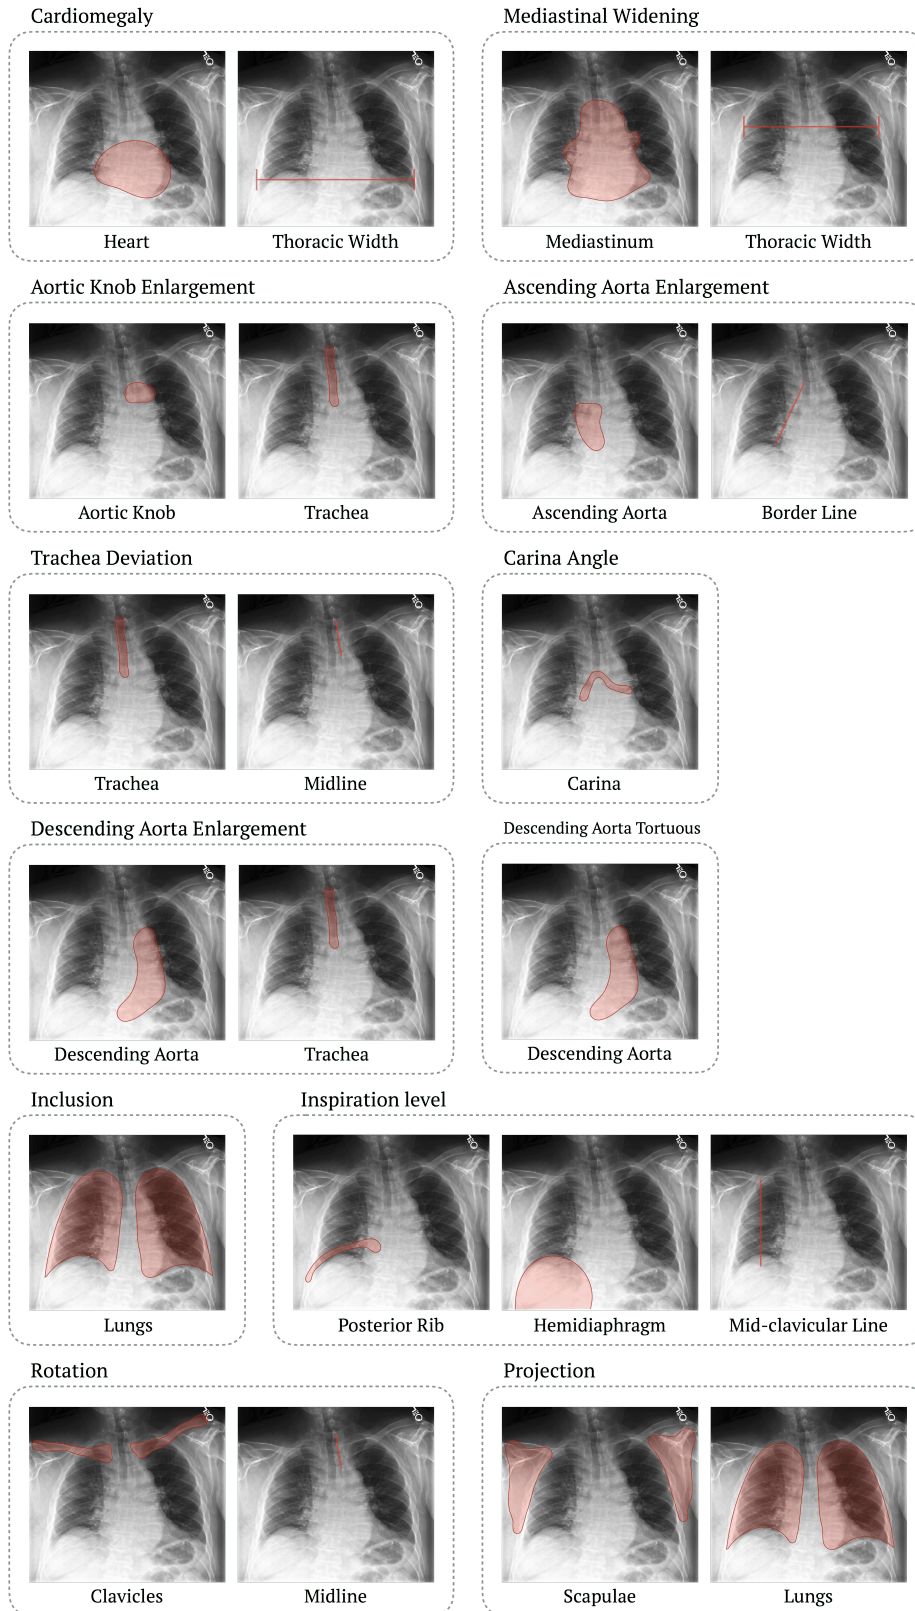 Cardiomegaly
Mediastinal Widening
Heart
Thoracic Width
Mediastinum
Thoracic Width
Aortic Knob Enlargement
Ascending Aorta Enlargement
Aortic Knob
Trachea
Ascending Aorta
Border Line
Trachea Deviation
Carina Angle
Trachea
Midline
Carina
Descending Aorta Enlargement
Descending Aorta Tortuous
Descending Aorta
Trachea
Descending Aorta
Inclusion
Inspiration level
Lungs
Posterior Rib
Hemidiaphragm
Mid-clavicular Line
Rotation
Projection
Clavicles
Midline
Scapulae
Lungs